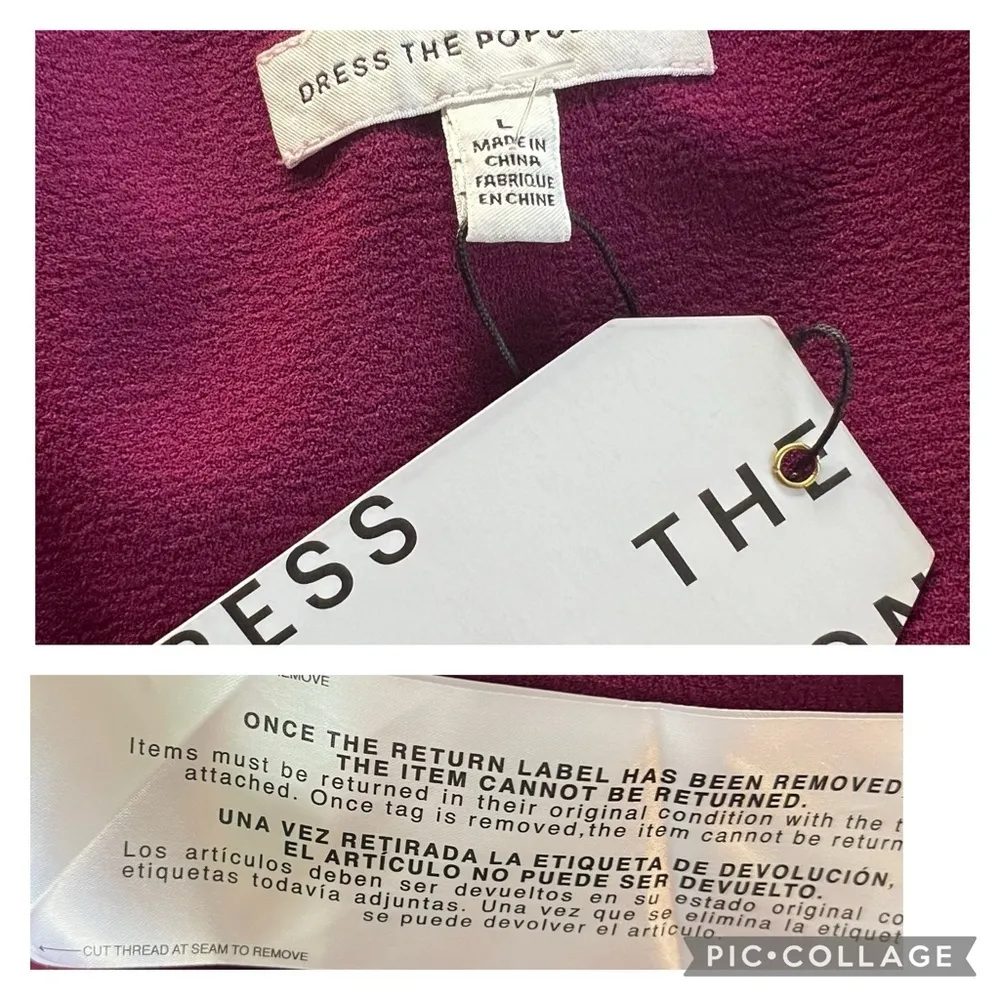 DRESS THE
L
MADE IN
CHINA
FABRIQUE
EN CHINE
ESS
THE
ONCE THE RETURN LABEL HAS BEEN REMOVED
THE ITEM CANNOT BE RETURNED.
Items must be returned in their original condition with the
attached. Once tag is removed, the item cannot be
UNA VEZ RETIRADA LA ETIQUETA DE DEVOLUCIÓN,
EL ARTÍCULO NO PUEDE SER DEVUELTO.
Los artículos deben ser devueltos en su estado original
etiquetas todavía adjuntas. Una vez que se elimina la
se puede devolver el artículo.
CUT THREAD AT SEAM TO REMOVE
PIC•COLLAGE